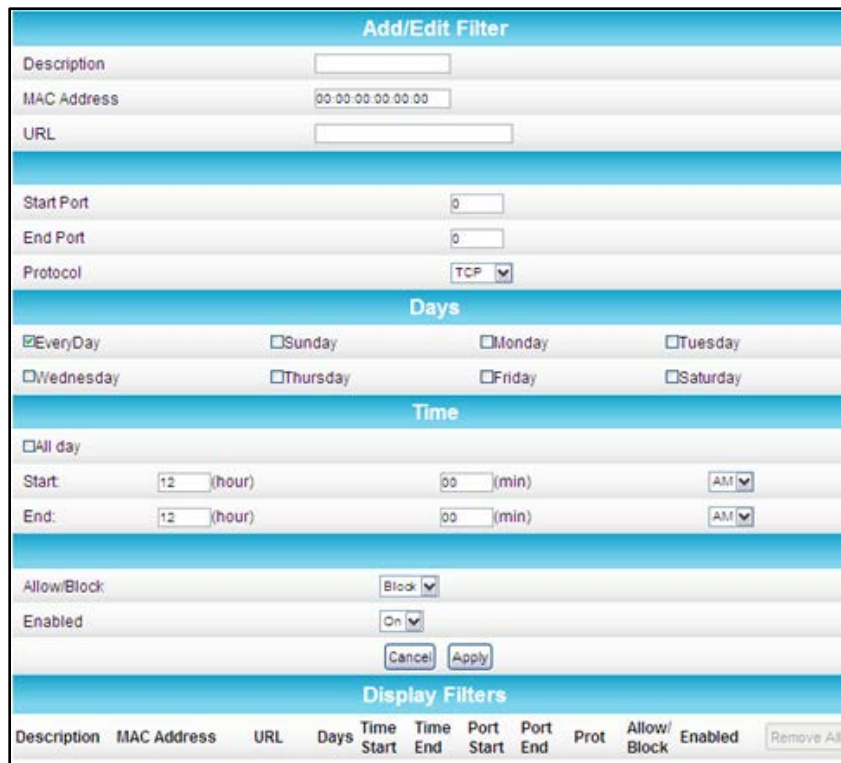 Add/Edit Filter
Description
MAC Address 00:00:00:00:00:00
URL
Start Port 0
End Port 0
Protocol TCP
Days
EveryDay Sunday Monday Tuesday
Wednesday Thursday Friday Saturday
Time
All day
Start: 12 (hour) 00 (min) AM
End: 12 (hour) 00 (min) AM
Allow/Block Block
Enabled On
Cancel Apply
Display Filters
Description MAC Address URL Days Time Start Time End Port Start Port End Prot Allow/ Block Enabled Remove All